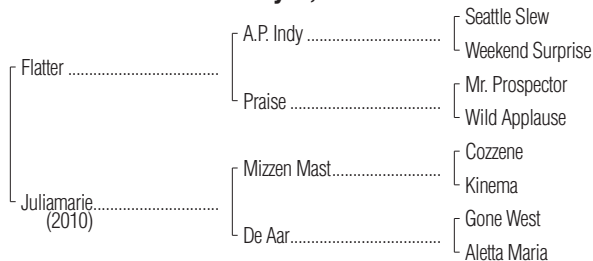 Seattle Slew
A.P. Indy
Weekend Surprise
Flatter
Mr. Prospector
Praise
Wild Applause
Cozzene
Mizzen Mast
Kinema
Juliamarie
(2010)
Gone West
De Aar
Aletta Maria